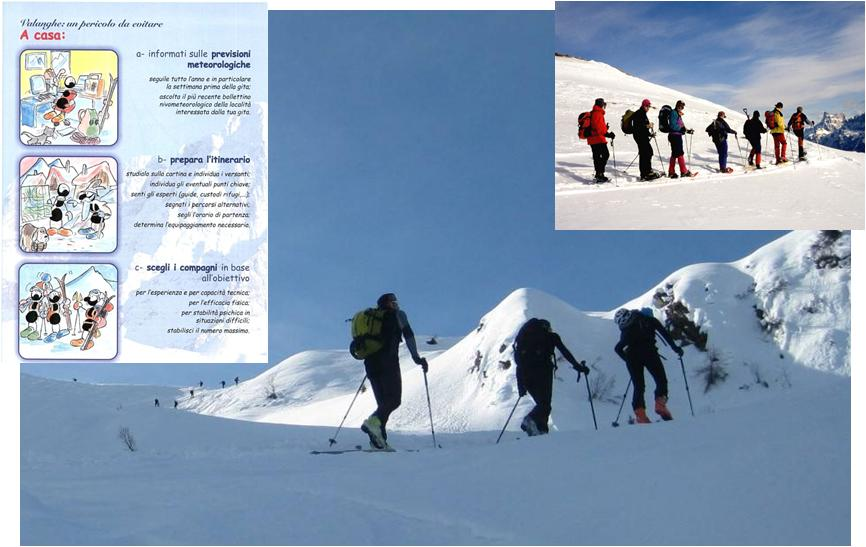 Valanghe: un pericolo da evitare
A casa:
a- informati sulle previsioni
meteorologiche
seguile tutto l'anno e in particolare
la settimana prima della gita;
ascolta il più recente bollettino
nivometeorologico della località
interessata dalla tua gita.
b- prepara l'itinerario
studialo sulla cartina e individua i versanti;
individua gli eventuali punti chiave;
senti gli esperti (guide, custodi rifugi,...);
segnati i percorsi alternativi;
segli l'orario di partenza;
determina l'equipaggiamento necessario.
c- scegli i compagni in base
all'obiettivo
per l'esperienza e per capacità tecnica;
per l'efficacia fisica;
per stabilità psichica in
situazioni difficili;
stabilisci il numero massimo.